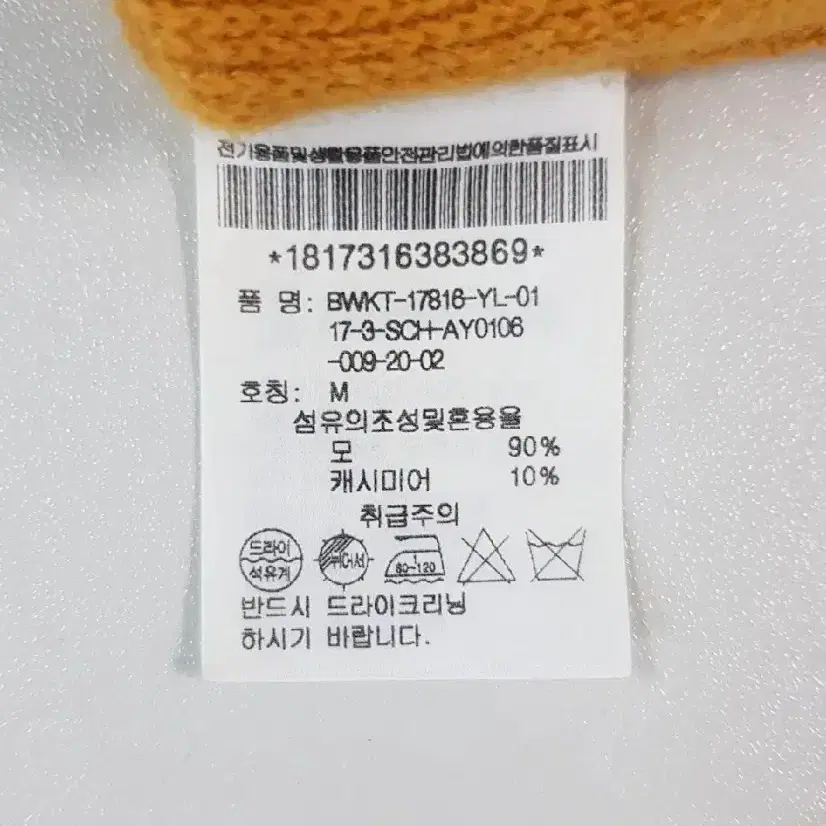 전기용품및생활용품안전관리법에의한품질표시
*1817316383869*
품 명: BWKT-17816-YL-01
17-3-SCH-AY0106
-009-20-02
호칭: M
섬유의조성및혼용율
모 90%
캐시미어 10%
취급주의
드라이
석유계
뉘어서
80-120
반드시 드라이크리닝
하시기 바랍니다.